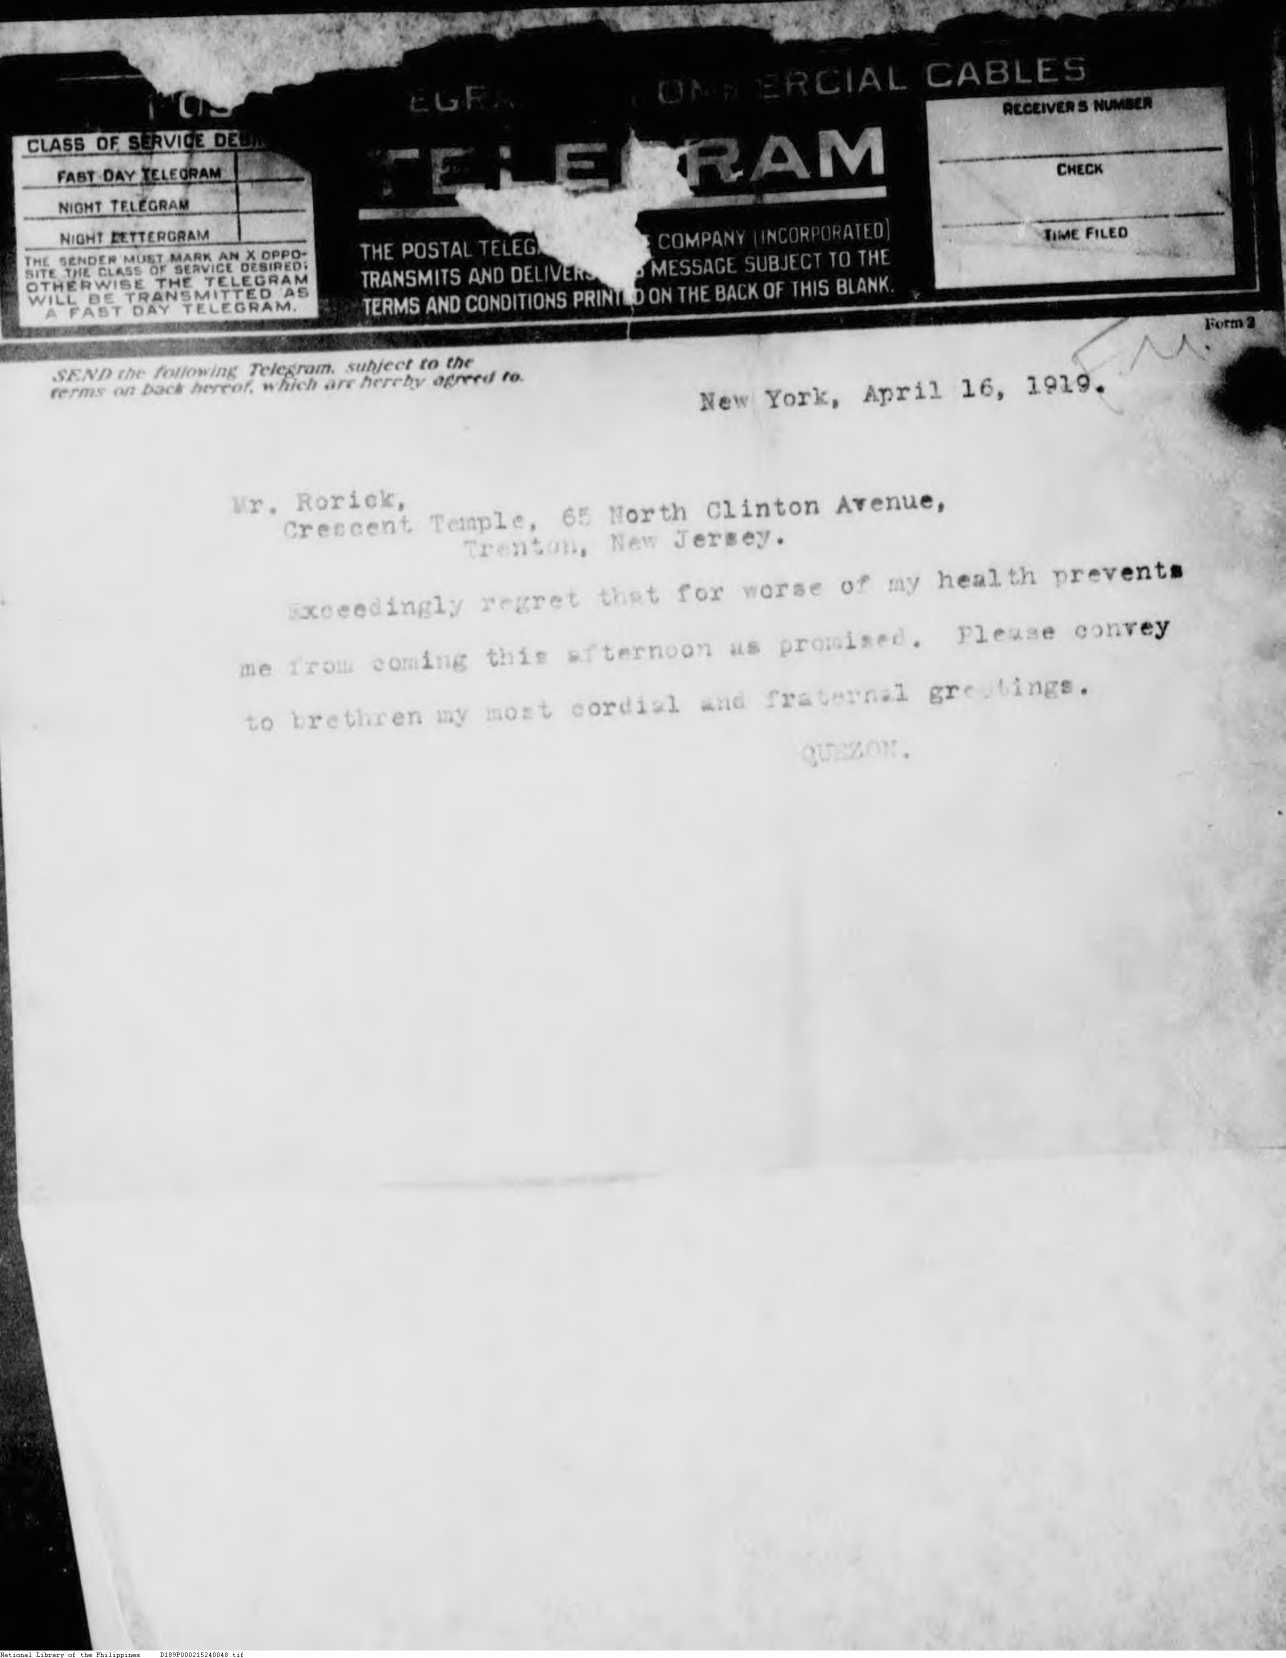 CABLES
TELEGRAM
CLASS OF SERVICE
FAST DAY TELEGRAM
NIGHT TELEGRAM
NIGHT LETTERGRAM
THE SENDER MUST MARK AN X OPPO-
SITE THE CLASS OF SERVICE DESIRED;
OTHERWISE THE TELEGRAM
WILL BE TRANSMITTED AS
A FAST DAY TELEGRAM.
THE POSTAL TELEG COMPANY (INCORPORATED)
TRANSMITS AND DELIVERS MESSAGE SUBJECT TO THE
TERMS AND CONDITIONS PRINTED ON THE BACK OF THIS BLANK.
RECEIVER'S NUMBER
CHECK
TIME FILED
Form 2
SEND the following Telegram, subject to the
terms on back hereof, which are hereby agreed to.
New York, April 16, 1919.
Mr. Rorick,
Crescent Temple, 65 North Clinton Avenue,
Trenton, New Jersey.
Exceedingly regret that for worse of my health prevents
me from coming this afternoon as promised. Please convey
to brethren my most cordial and fraternal greetings.
QUEZON.
National Library of the Philippines D189P000215240040.tif